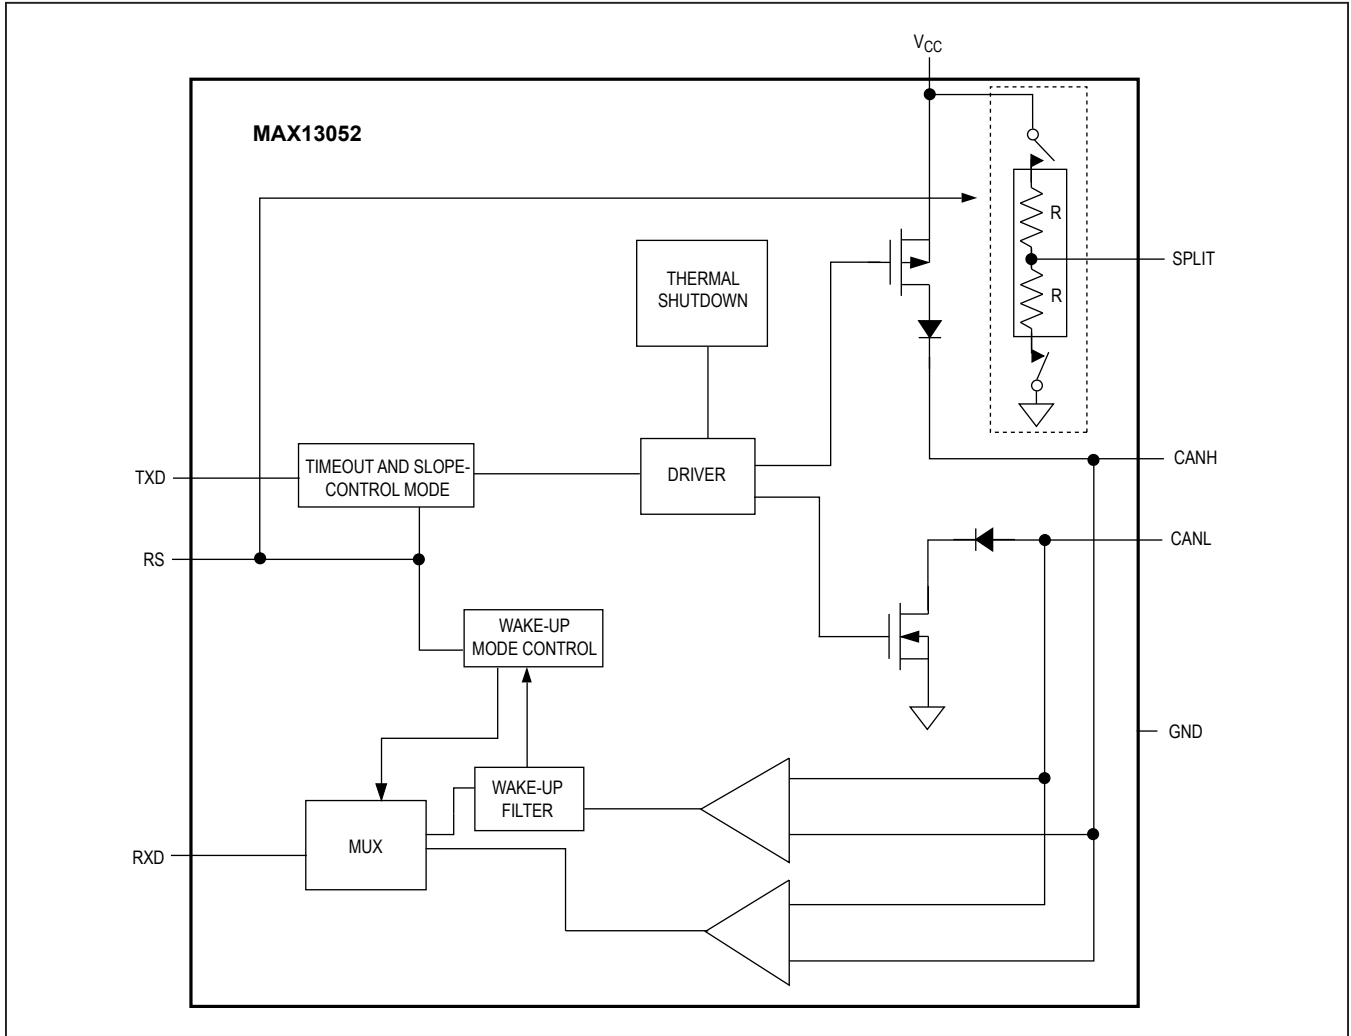 VCC
MAX13052
R
SPLIT
R
THERMAL
SHUTDOWN
TIMEOUT AND SLOPE-
CONTROL MODE
DRIVER
CANH
TXD
CANL
RS
WAKE-UP
MODE CONTROL
GND
WAKE-UP
FILTER
MUX
RXD